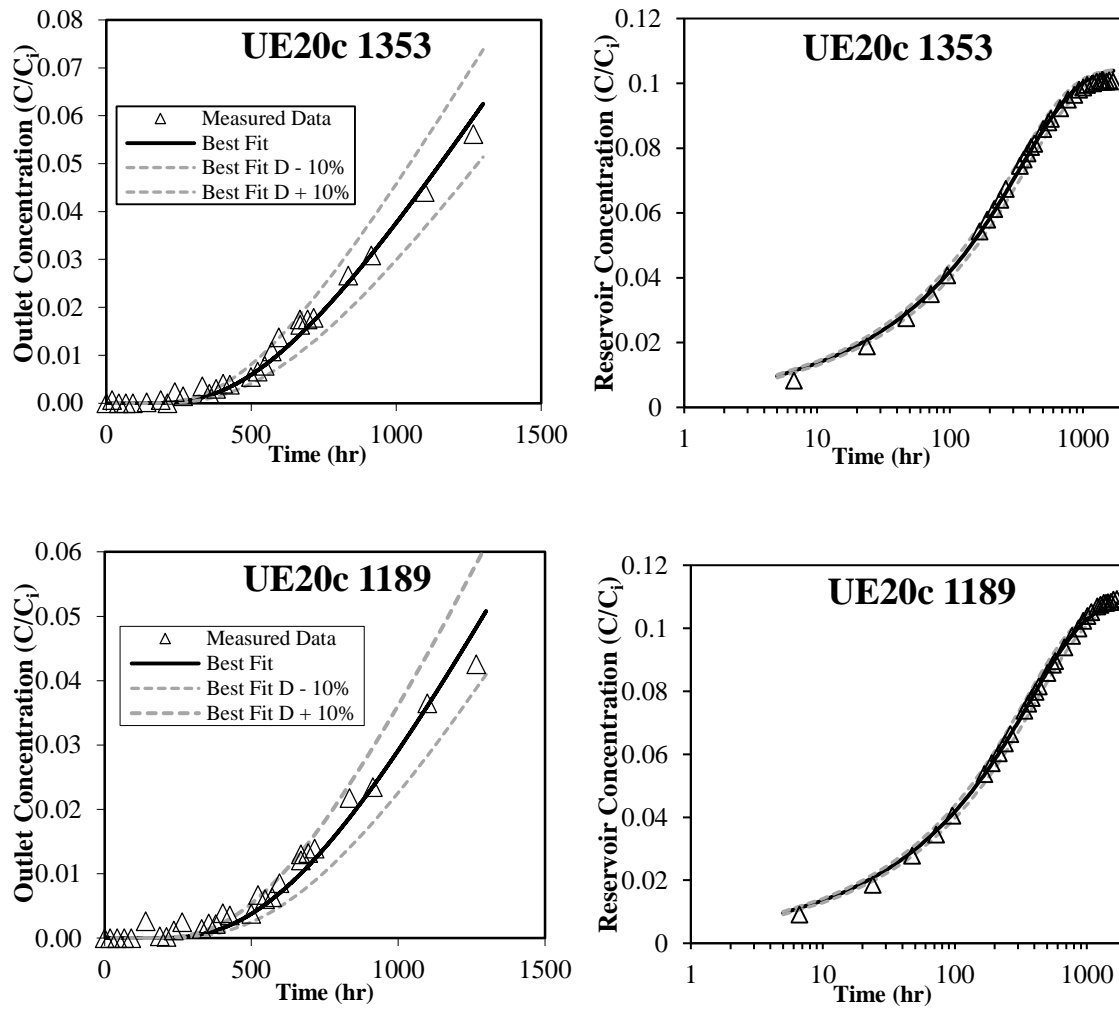 UE20c 1353
Outlet Concentration (C/Ci)
0.08
0.07
0.06
0.05
0.04
0.03
0.02
0.01
0.00
Measured Data
Best Fit
Best Fit D - 10%
Best Fit D + 10%
0 500 1000 1500
Time (hr)
UE20c 1353
Reservoir Concentration (C/Ci)
0.12
0.1
0.08
0.06
0.04
0.02
0
1 10 100 1000
Time (hr)
UE20c 1189
Outlet Concentration (C/Ci)
0.06
0.05
0.04
0.03
0.02
0.01
0.00
Measured Data
Best Fit
Best Fit D - 10%
Best Fit D + 10%
0 500 1000 1500
Time (hr)
UE20c 1189
Reservoir Concentration (C/Ci)
0.12
0.1
0.08
0.06
0.04
0.02
0
1 10 100 1000
Time (hr)